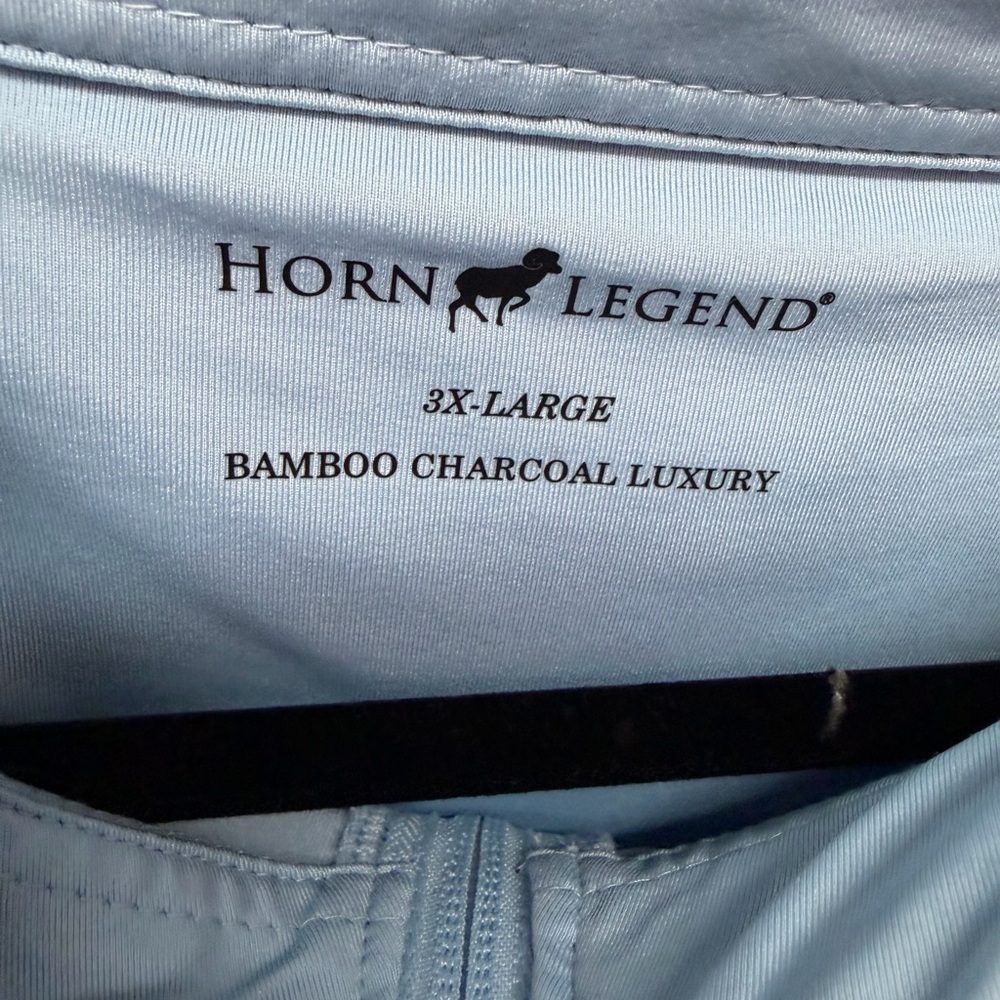 HORN LEGEND®
3X-LARGE
BAMBOO CHARCOAL LUXURY